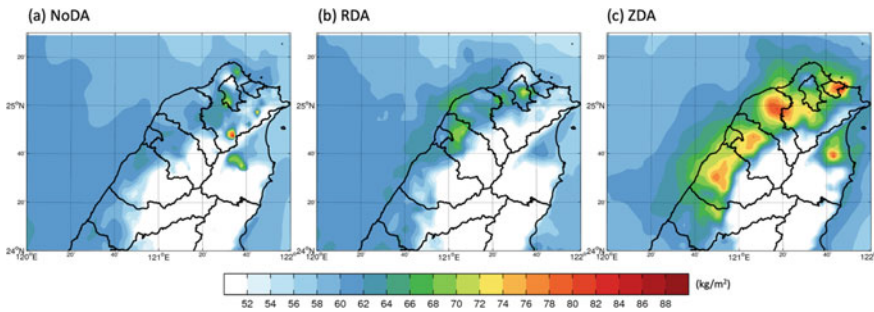 (a) NoDA (b) RDA (c) ZDA
20' 20' 20'
25°N 25°N 25°N
40' 40' 40'
20' 20' 20'
24°N 24°N 24°N
120°E 20' 40' 121°E 20' 40' 122°E 120°E 20' 40' 121°E 20' 40' 122°E 120°E 20' 40' 121°E 20' 40'
52 54 56 58 60 62 64 66 68 70 72 74 76 78 80 82 84 86 88 (kg/m²)